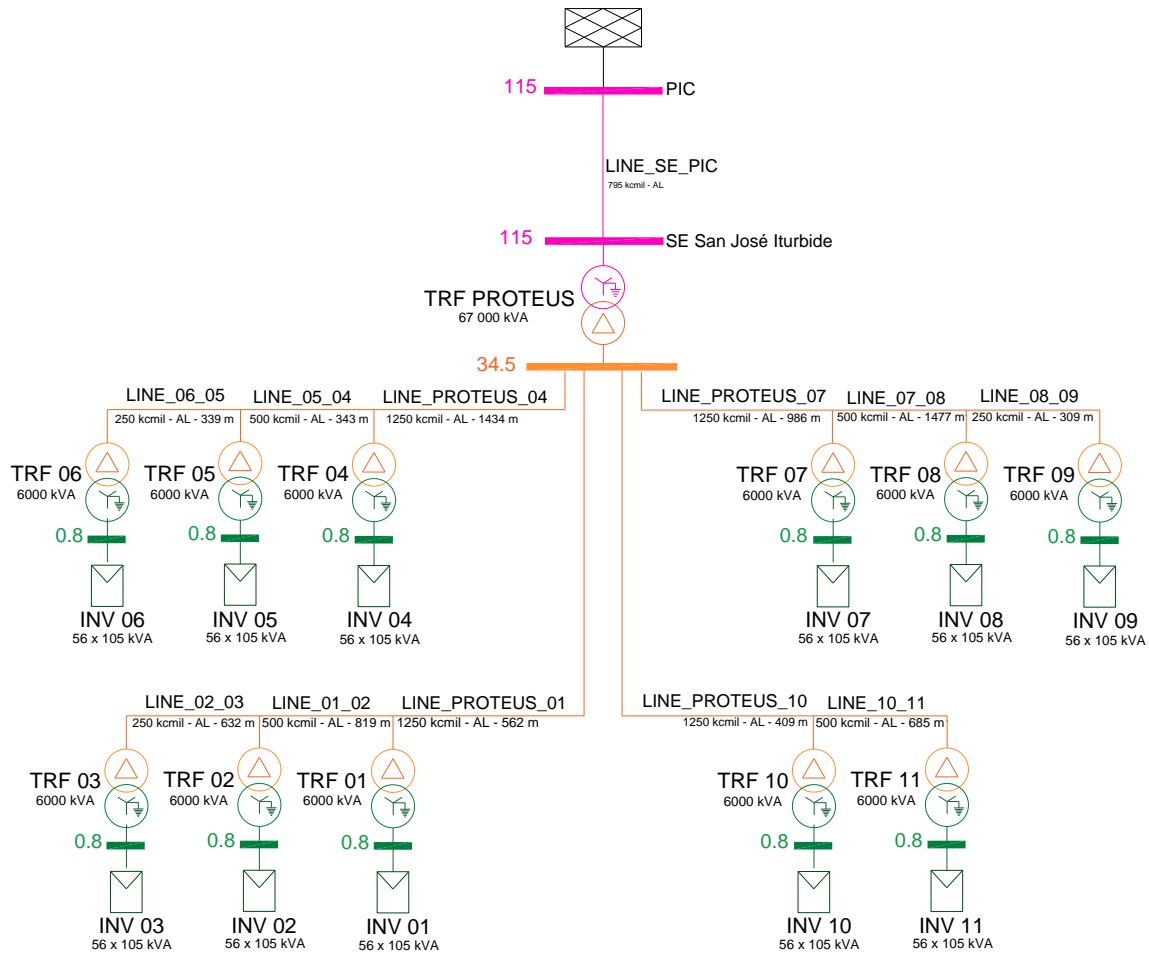 115 PIC
LINE_SE_PIC
795 kcmil - AL
115 SE San José Iturbide
TRF PROTEUS
67 000 kVA
34.5
LINE_06_05 LINE_05_04 LINE_PROTEUS_04
250 kcmil - AL - 339 m 500 kcmil - AL - 343 m 1250 kcmil - AL - 1434 m
LINE_PROTEUS_07 LINE_07_08 LINE_08_09
1250 kcmil - AL - 986 m 500 kcmil - AL - 1477 m 250 kcmil - AL - 309 m
TRF 06 TRF 05 TRF 04 TRF 07 TRF 08 TRF 09
6000 kVA 6000 kVA 6000 kVA 6000 kVA 6000 kVA 6000 kVA
0.8 0.8 0.8 0.8 0.8 0.8
INV 06 INV 05 INV 04 INV 07 INV 08 INV 09
56 x 105 kVA 56 x 105 kVA 56 x 105 kVA 56 x 105 kVA 56 x 105 kVA 56 x 105 kVA
LINE_02_03 LINE_01_02 LINE_PROTEUS_01
250 kcmil - AL - 632 m 500 kcmil - AL - 819 m 1250 kcmil - AL - 562 m
LINE_PROTEUS_10 LINE_10_11
1250 kcmil - AL - 409 m 500 kcmil - AL - 685 m
TRF 03 TRF 02 TRF 01 TRF 10 TRF 11
6000 kVA 6000 kVA 6000 kVA 6000 kVA 6000 kVA
0.8 0.8 0.8 0.8 0.8
INV 03 INV 02 INV 01 INV 10 INV 11
56 x 105 kVA 56 x 105 kVA 56 x 105 kVA 56 x 105 kVA 56 x 105 kVA